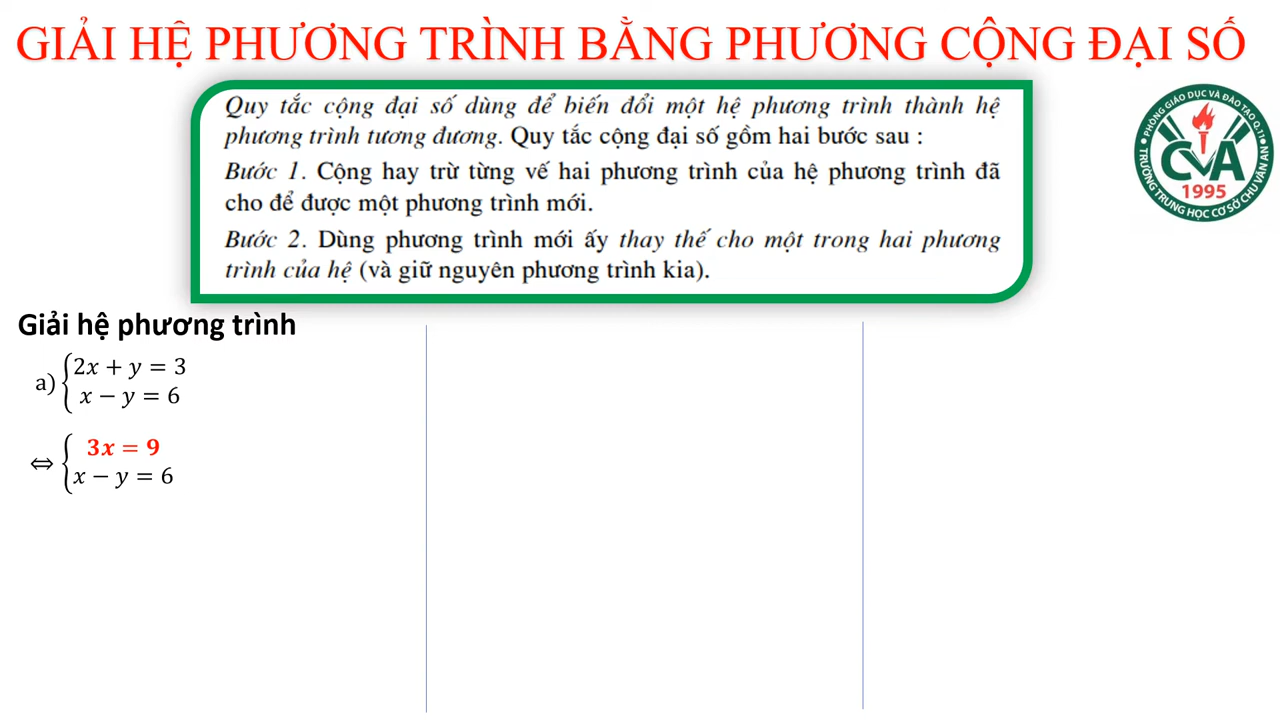 GIẢI HỆ PHƯƠNG TRÌNH BẰNG PHƯƠNG CỘNG ĐẠI SỐ
Quy tắc cộng đại số dùng để biến đổi một hệ phương trình thành hệ
phương trình tương đương. Quy tắc cộng đại số gồm hai bước sau :
Bước 1. Cộng hay trừ từng vế hai phương trình của hệ phương trình đã
cho để được một phương trình mới.
Bước 2. Dùng phương trình mới ấy thay thế cho một trong hai phương
trình của hệ (và giữ nguyên phương trình kia).
PHÒNG GIÁO DỤC VÀ ĐÀO TẠO Q.11
CVA
1995
TRƯỜNG TRUNG HỌC CƠ SỞ CHU VĂN AN
Giải hệ phương trình
a) {2x + y = 3
x − y = 6
⇔ {3x = 9
x − y = 6